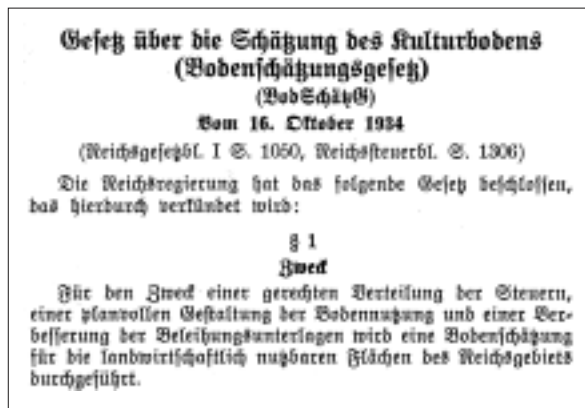 Gesetz über die Schätzung des Kulturbodens
(Bodenschätzungsgesetz)
(BodSchätzG)
Vom 16. Oktober 1934
(Reichsgesetzbl. I S. 1050, Reichssteuerbl. S. 1306)
Die Reichsregierung hat das folgende Gesetz beschlossen,
das hierdurch verkündet wird:
§ 1
Zweck
Für den Zweck einer gerechten Verteilung der Steuern,
einer planvollen Gestaltung der Bodennutzung und einer Ver-
besserung der Beleihungsunterlagen wird eine Bodenschätzung
für die landwirtschaftlich nutzbaren Flächen des Reichsgebiets
durchgeführt.